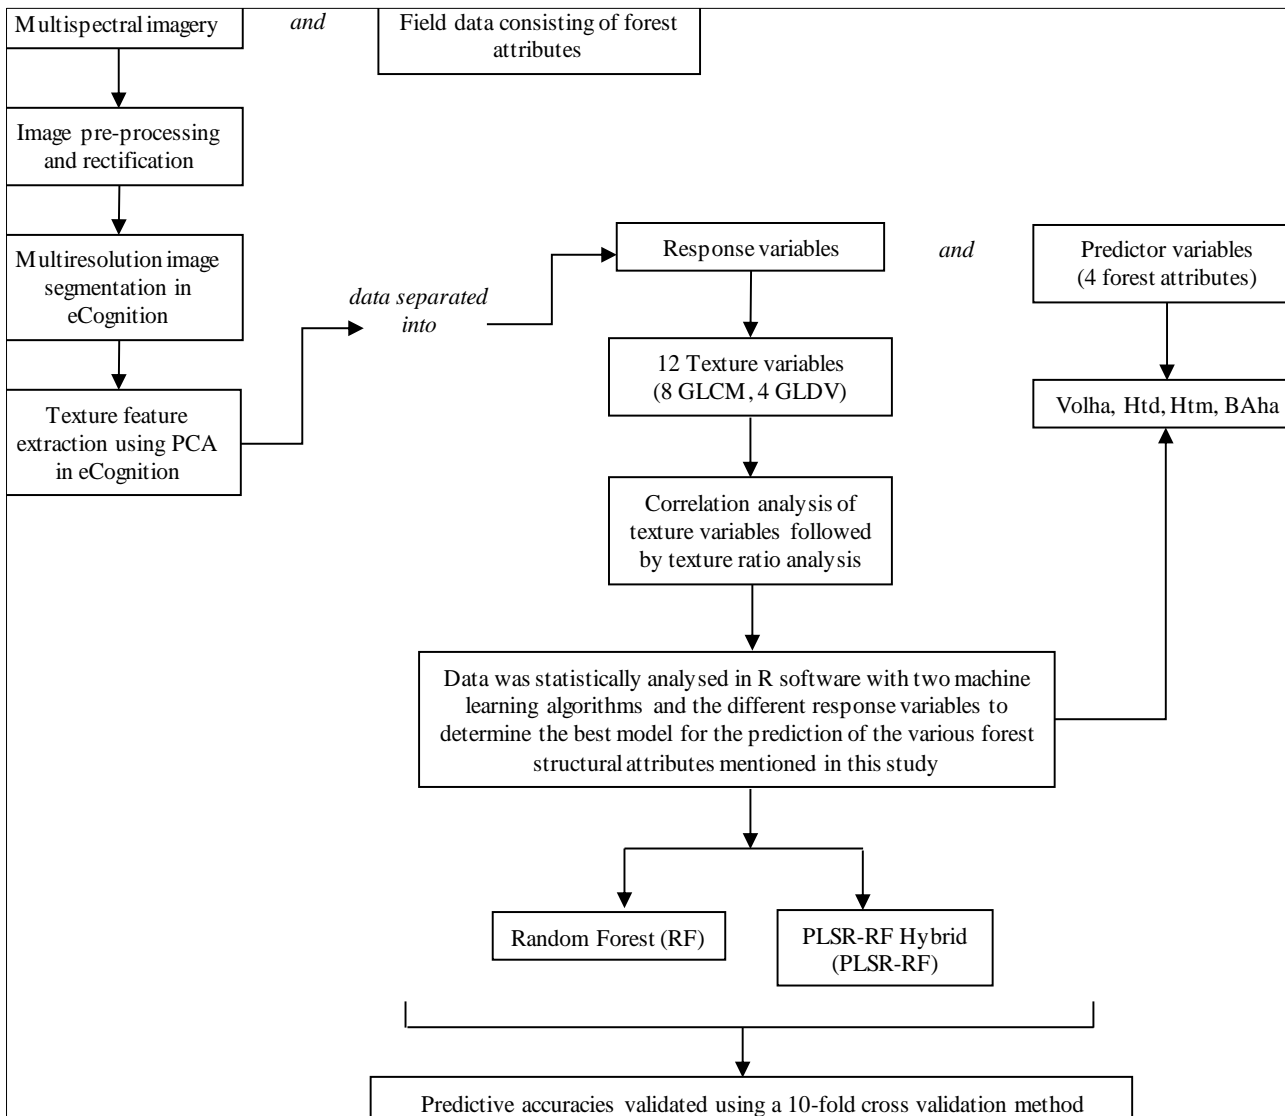 Multispectral imagery
and
Field data consisting of forest
attributes
Image pre-processing
and rectification
Multiresolution image
segmentation in
eCognition
Texture feature
extraction using PCA
in eCognition
data separated
into
Response variables
and
Predictor variables
(4 forest attributes)
12 Texture variables
(8 GLCM, 4 GLDV)
Volha, Htd, Htm, BAha
Correlation analysis of
texture variables followed
by texture ratio analysis
Data was statistically analysed in R software with two machine
learning algorithms and the different response variables to
determine the best model for the prediction of the various forest
structural attributes mentioned in this study
Random Forest (RF)
PLSR-RF Hybrid
(PLSR-RF)
Predictive accuracies validated using a 10-fold cross validation method